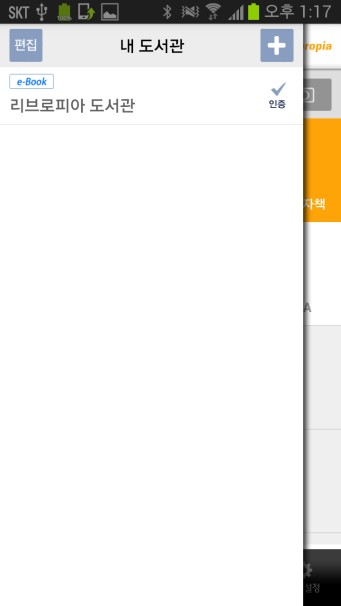 SKT 오후 1:17
편집 내 도서관
ropia
e-Book
리브로피아 도서관
인증
자책
A
설정